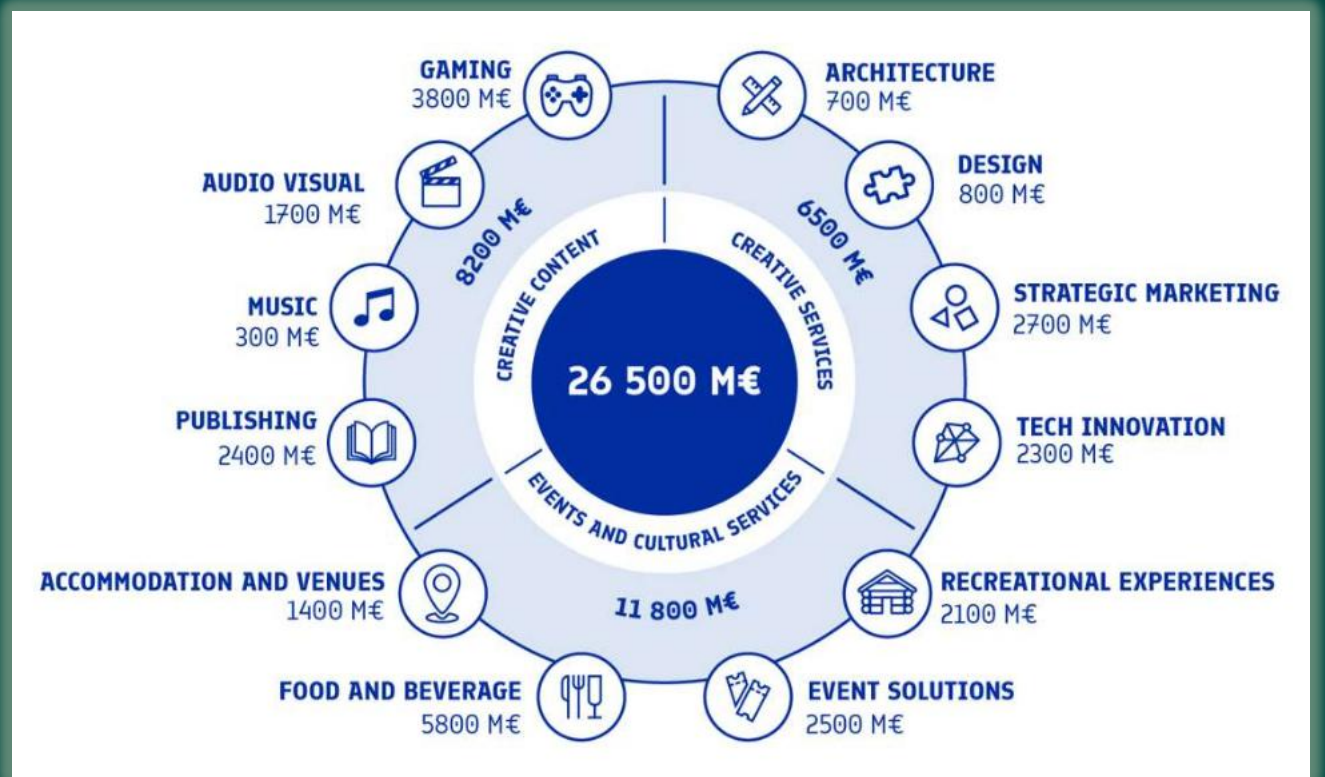 GAMING
3800 M€
AUDIO VISUAL
1700 M€
MUSIC
300 M€
PUBLISHING
2400 M€
8200 M€
CREATIVE CONTENT
ARCHITECTURE
700 M€
DESIGN
800 M€
STRATEGIC MARKETING
2700 M€
TECH INNOVATION
2300 M€
6500 M€
CREATIVE SERVICES
26 500 M€
EVENTS AND CULTURAL SERVICES
11 800 M€
ACCOMMODATION AND VENUES
1400 M€
FOOD AND BEVERAGE
5800 M€
RECREATIONAL EXPERIENCES
2100 M€
EVENT SOLUTIONS
2500 M€